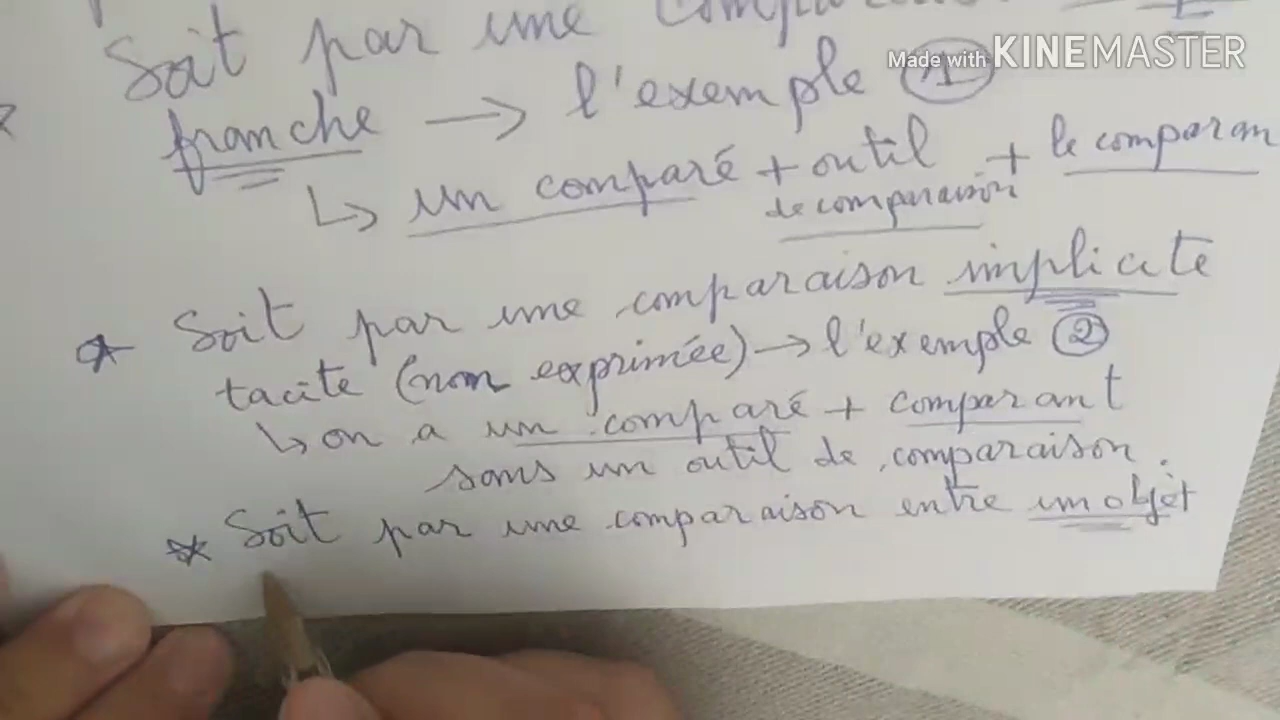 Soit par une
Made with KINEMASTER
franche → l'exemple ①
↳ un comparé + outil de comparaison + le comparan
* Soit par une comparaison implicite
tacite (non exprimée) → l'exemple ②
↳ on a un comparé + comparant
sans un outil de comparaison.
* Soit par une comparaison entre un objet